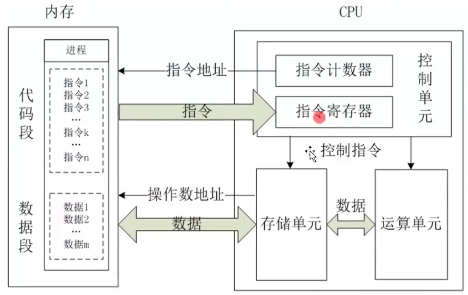 内存
CPU
进程
代码段
指令1
指令2
指令3
...
指令k
...
指令n
数据段
数据1
数据2
...
数据m
指令地址
指令
操作数地址
数据
指令计数器
指令寄存器
控制单元
控制指令
存储单元
数据
运算单元